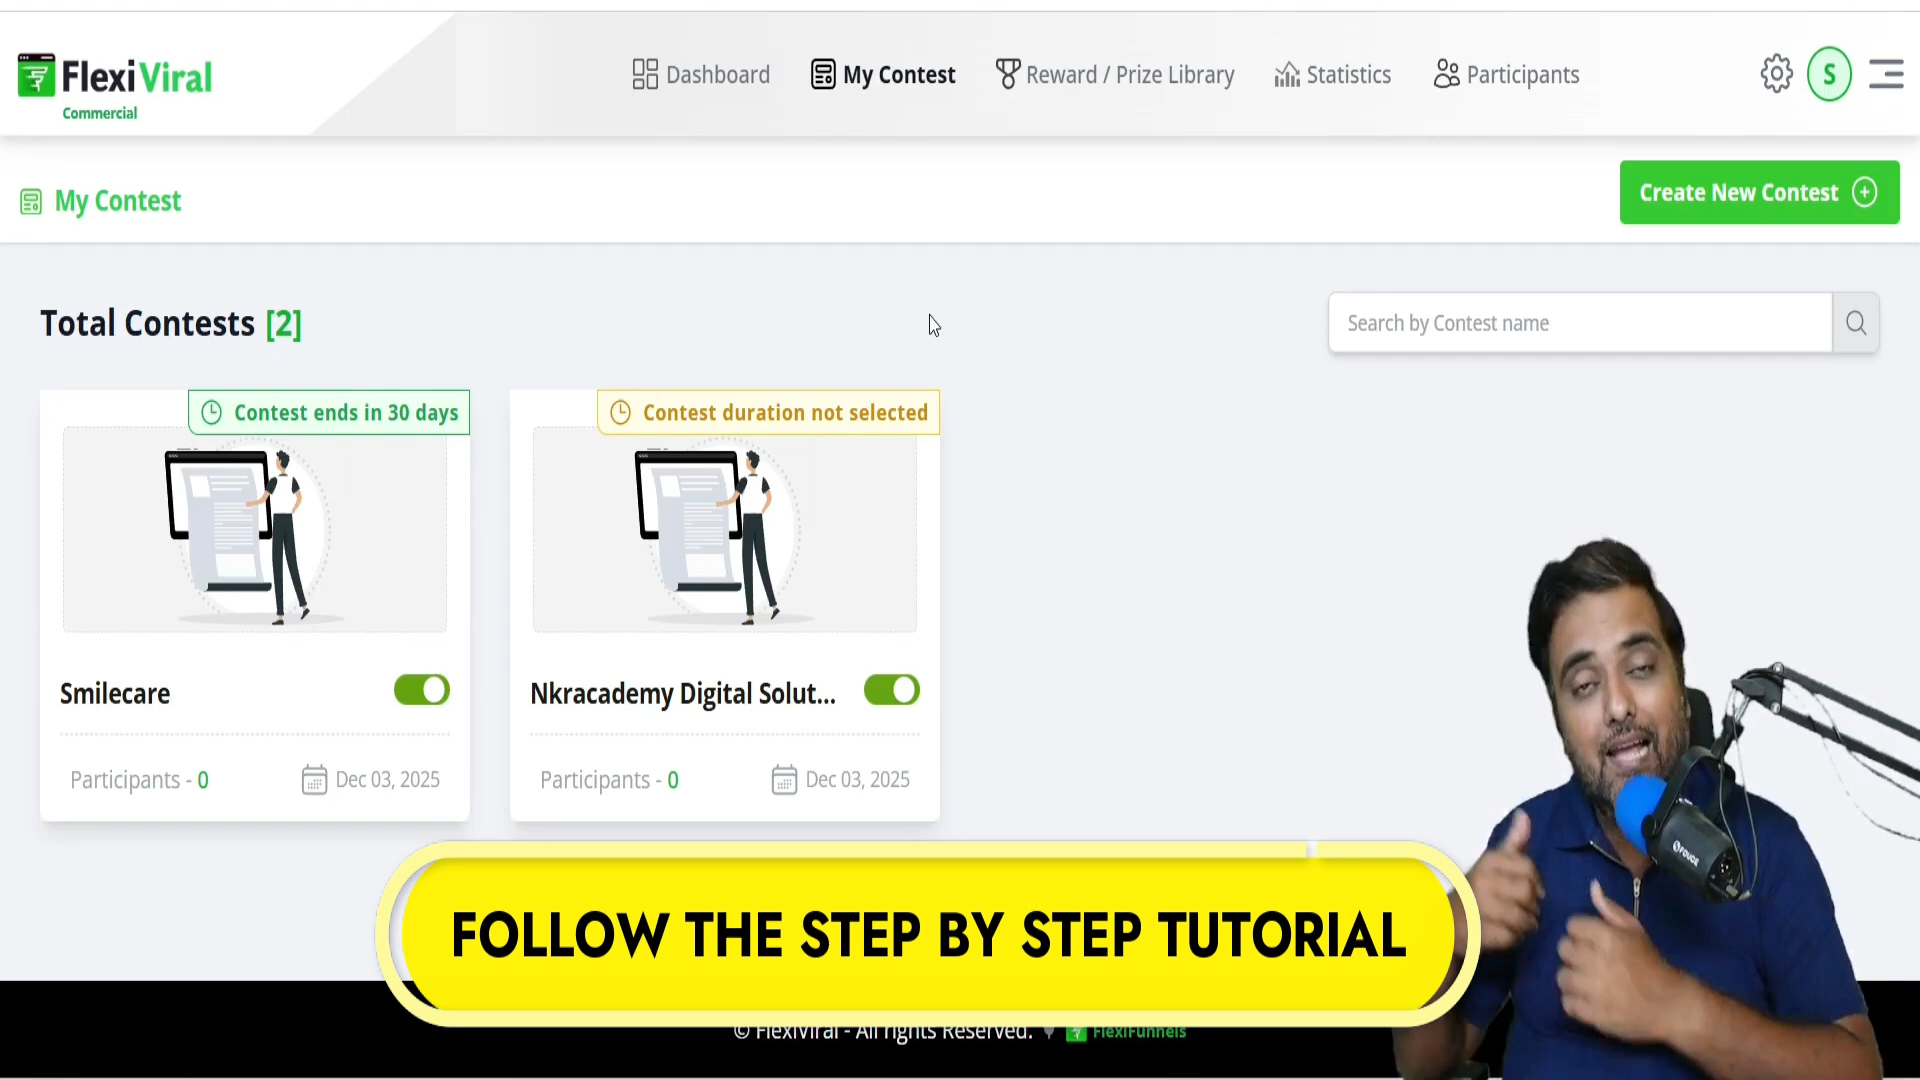 FlexiViral
Commercial
Dashboard
My Contest
Reward / Prize Library
Statistics
Participants
S
My Contest
Create New Contest
Total Contests [2]
Search by Contest name
Contest ends in 30 days
Contest duration not selected
Smilecare
Nkracademy Digital Solut...
Participants - 0
Dec 03, 2025
Participants - 0
Dec 03, 2025
FOLLOW THE STEP BY STEP TUTORIAL
© FlexiViral - All rights Reserved.
FlexiFunnels
FDUCE